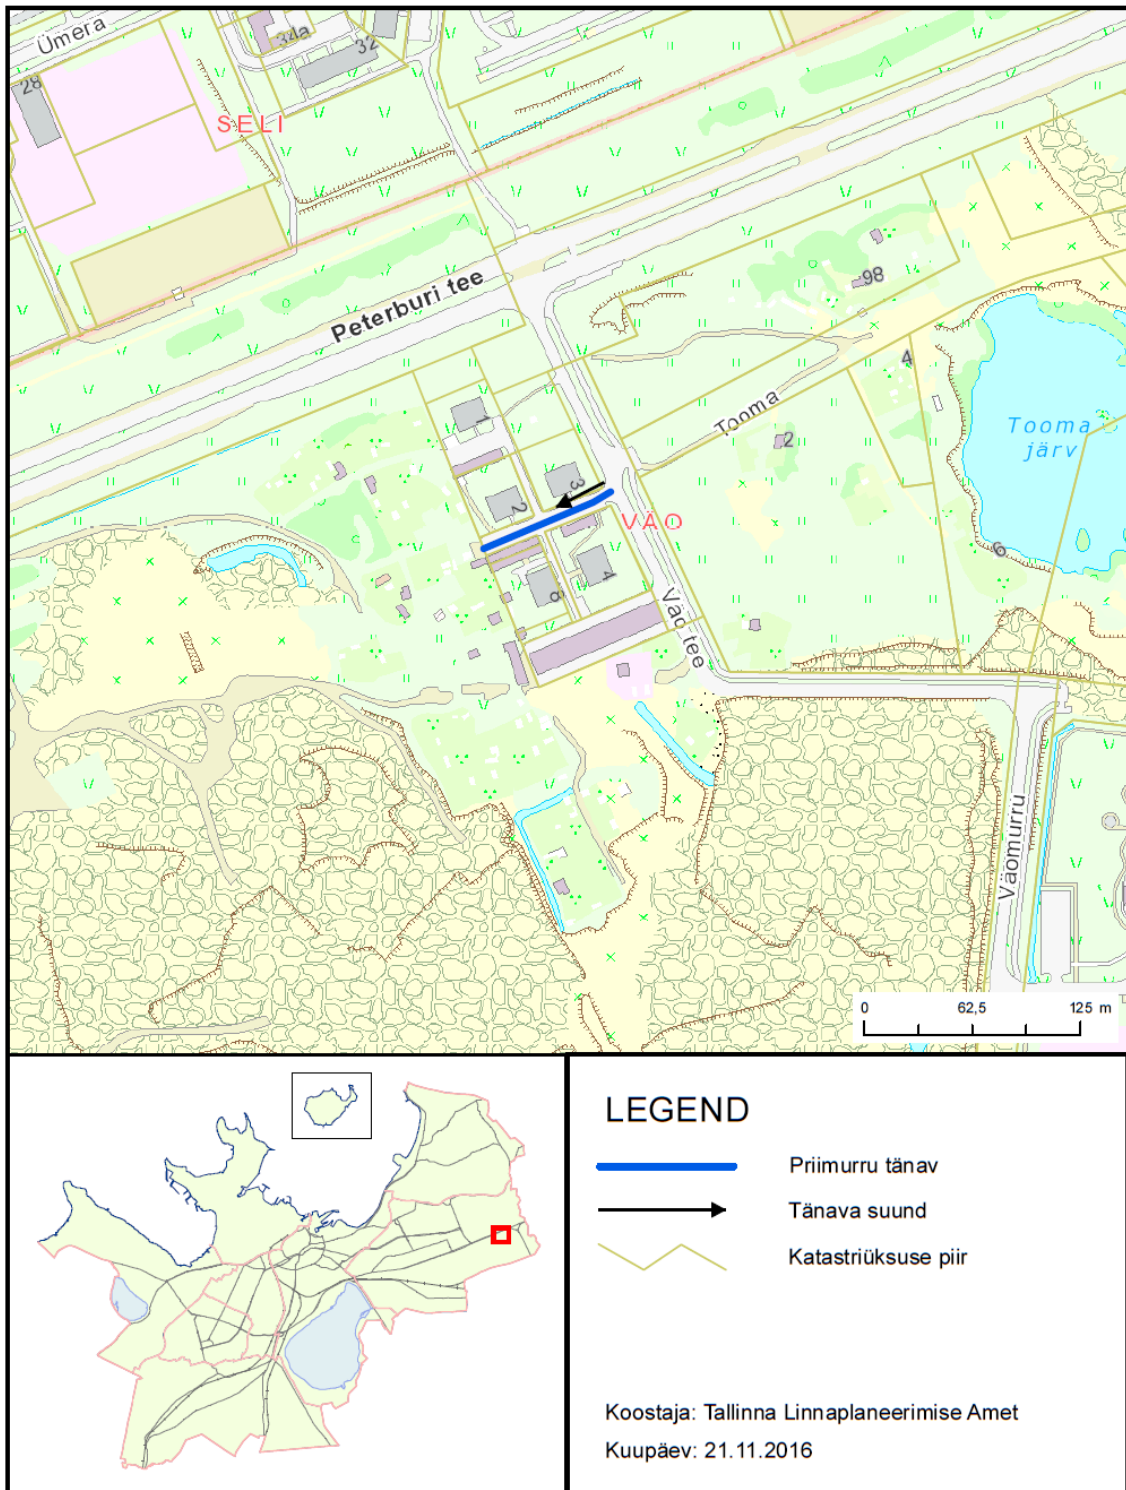 Ümera
34a
32
28
SELI
Peterburi tee
98
4
Tooma
järv
Tooma
2
1
3
2
VÄO
6
4
8
Väo tee
Väomurru
0 62,5 125 m
LEGEND
Priimurru tänav
Tänava suund
Katastriüksuse piir
Koostaja: Tallinna Linnaplaneerimise Amet
Kuupäev: 21.11.2016